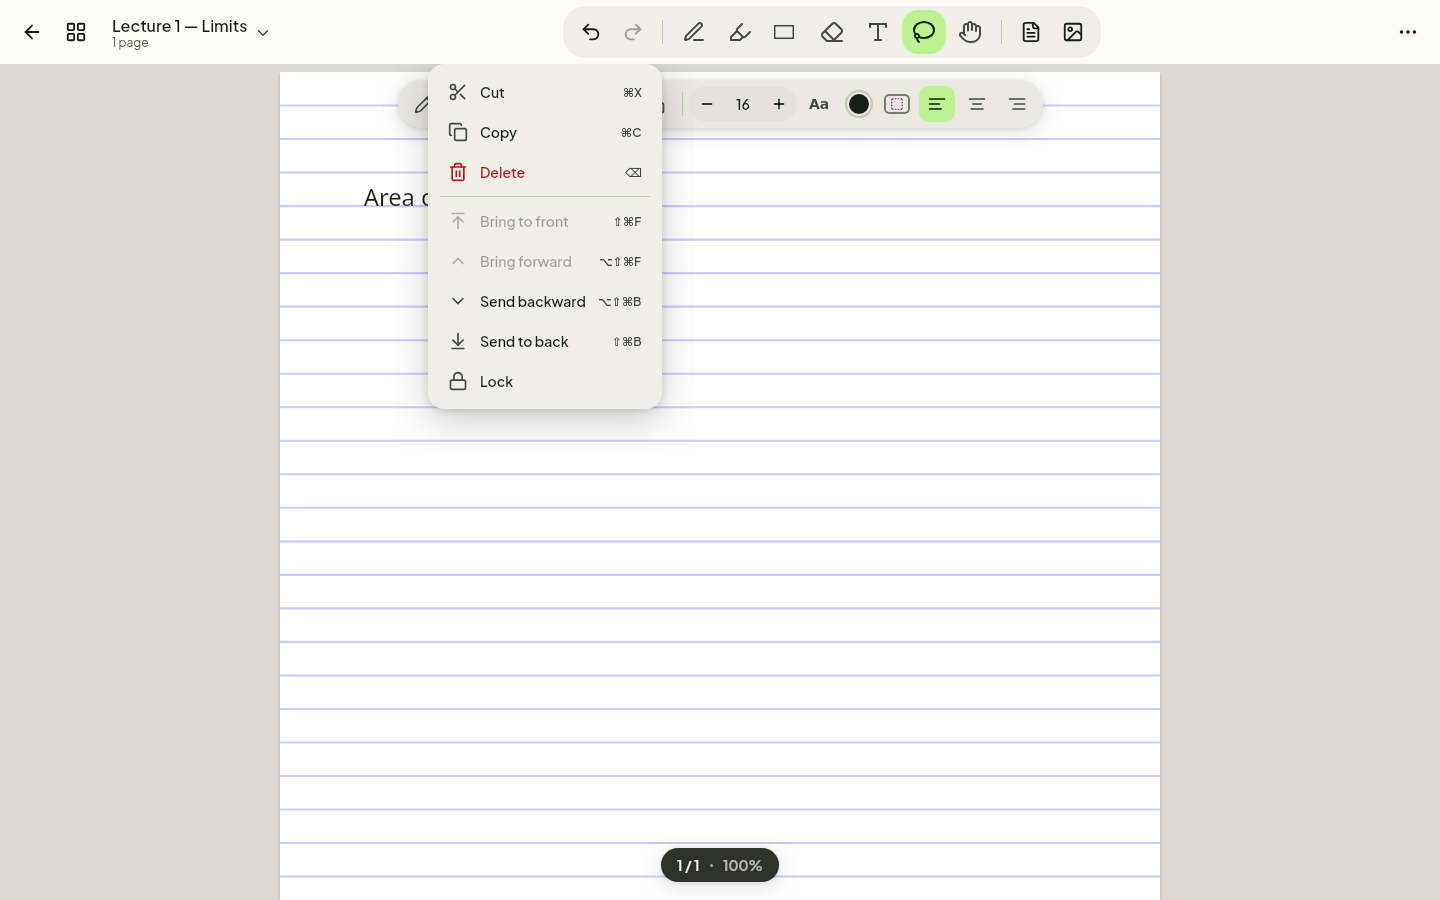 Lecture 1 — Limits
1 page
Cut ⌘X
Copy ⌘C
Delete ⌫
Bring to front ⇧⌘F
Bring forward ⌥⇧⌘F
Send backward ⌥⇧⌘B
Send to back ⇧⌘B
Lock
16
Aa
Area
1 / 1 · 100%